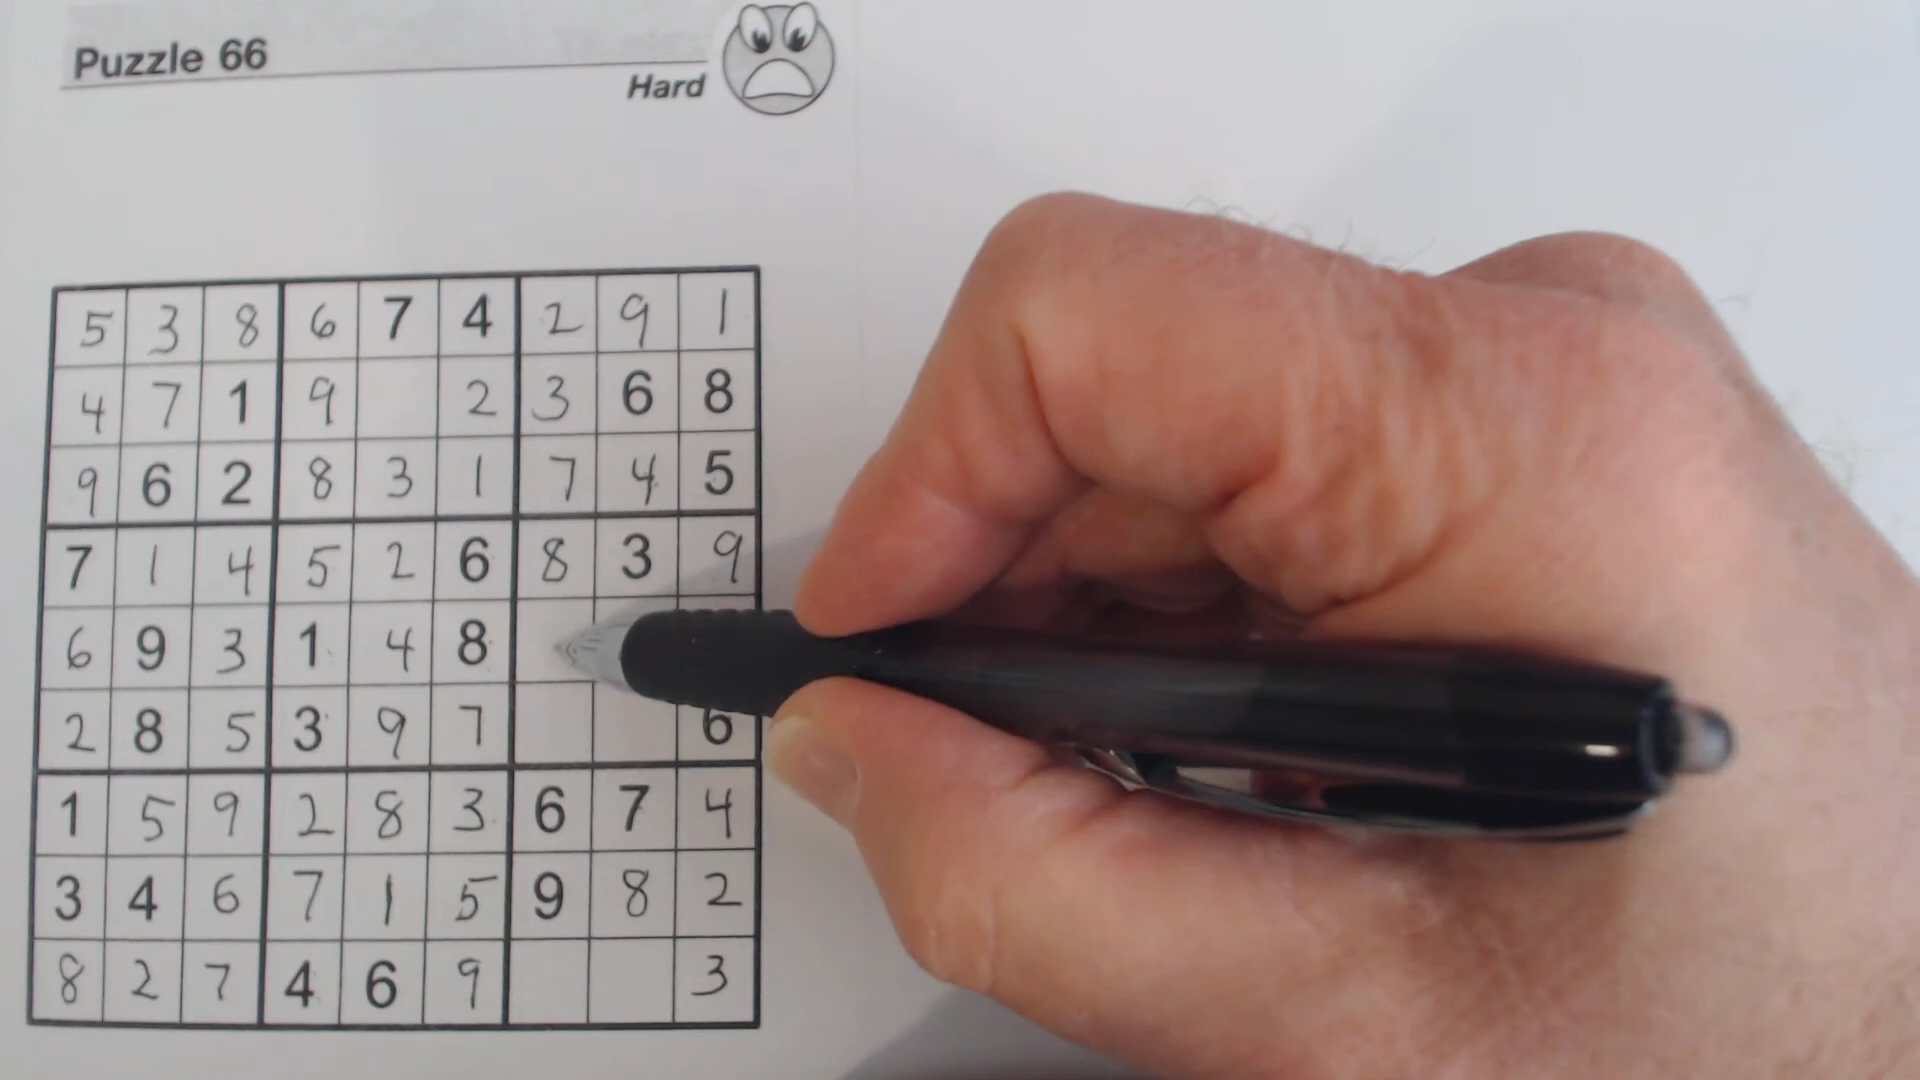 Puzzle 66
Hard
5 3 8 6 7 4 2 9 1
4 7 1 9 2 3 6 8
9 6 2 8 3 1 7 4 5
7 1 4 5 2 6 8 3 9
6 9 3 1 4 8
2 8 5 3 9 7 6
1 5 9 2 8 3 6 7 4
3 4 6 7 1 5 9 8 2
8 2 7 4 6 9 3